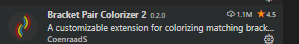 Bracket Pair Colorizer 2 0.2.0 1.1M 4.5
A customizable extension for colorizing matching brack...
CoenraadS